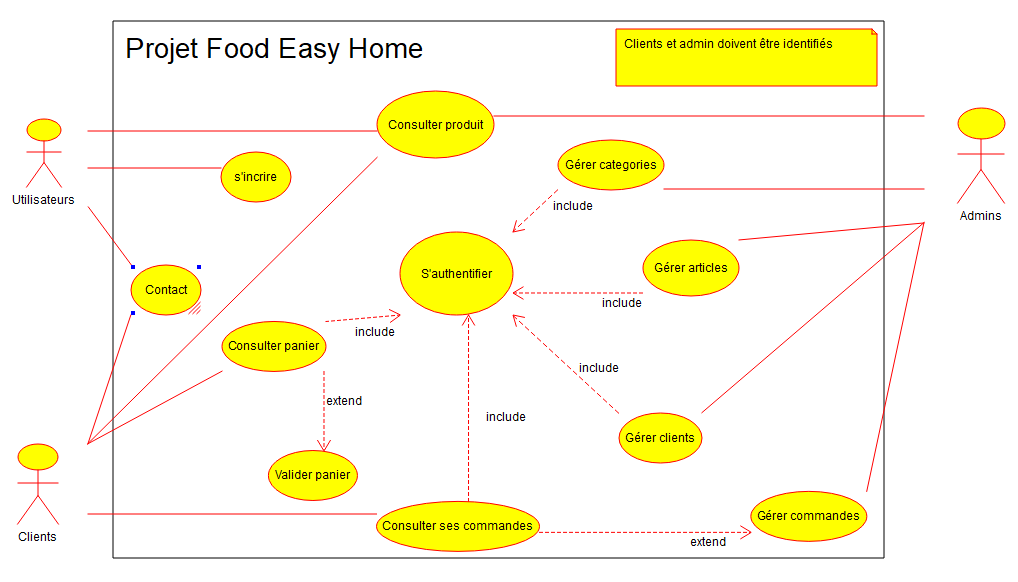 Projet Food Easy Home
Clients et admin doivent être identifiés
Consulter produit
Gérer categories
s'incrire
Utilisateurs
Admins
include
S'authentifier
Gérer articles
Contact
include
include
Consulter panier
include
extend
include
Gérer clients
Valider panier
Gérer commandes
Consulter ses commandes
extend
Clients